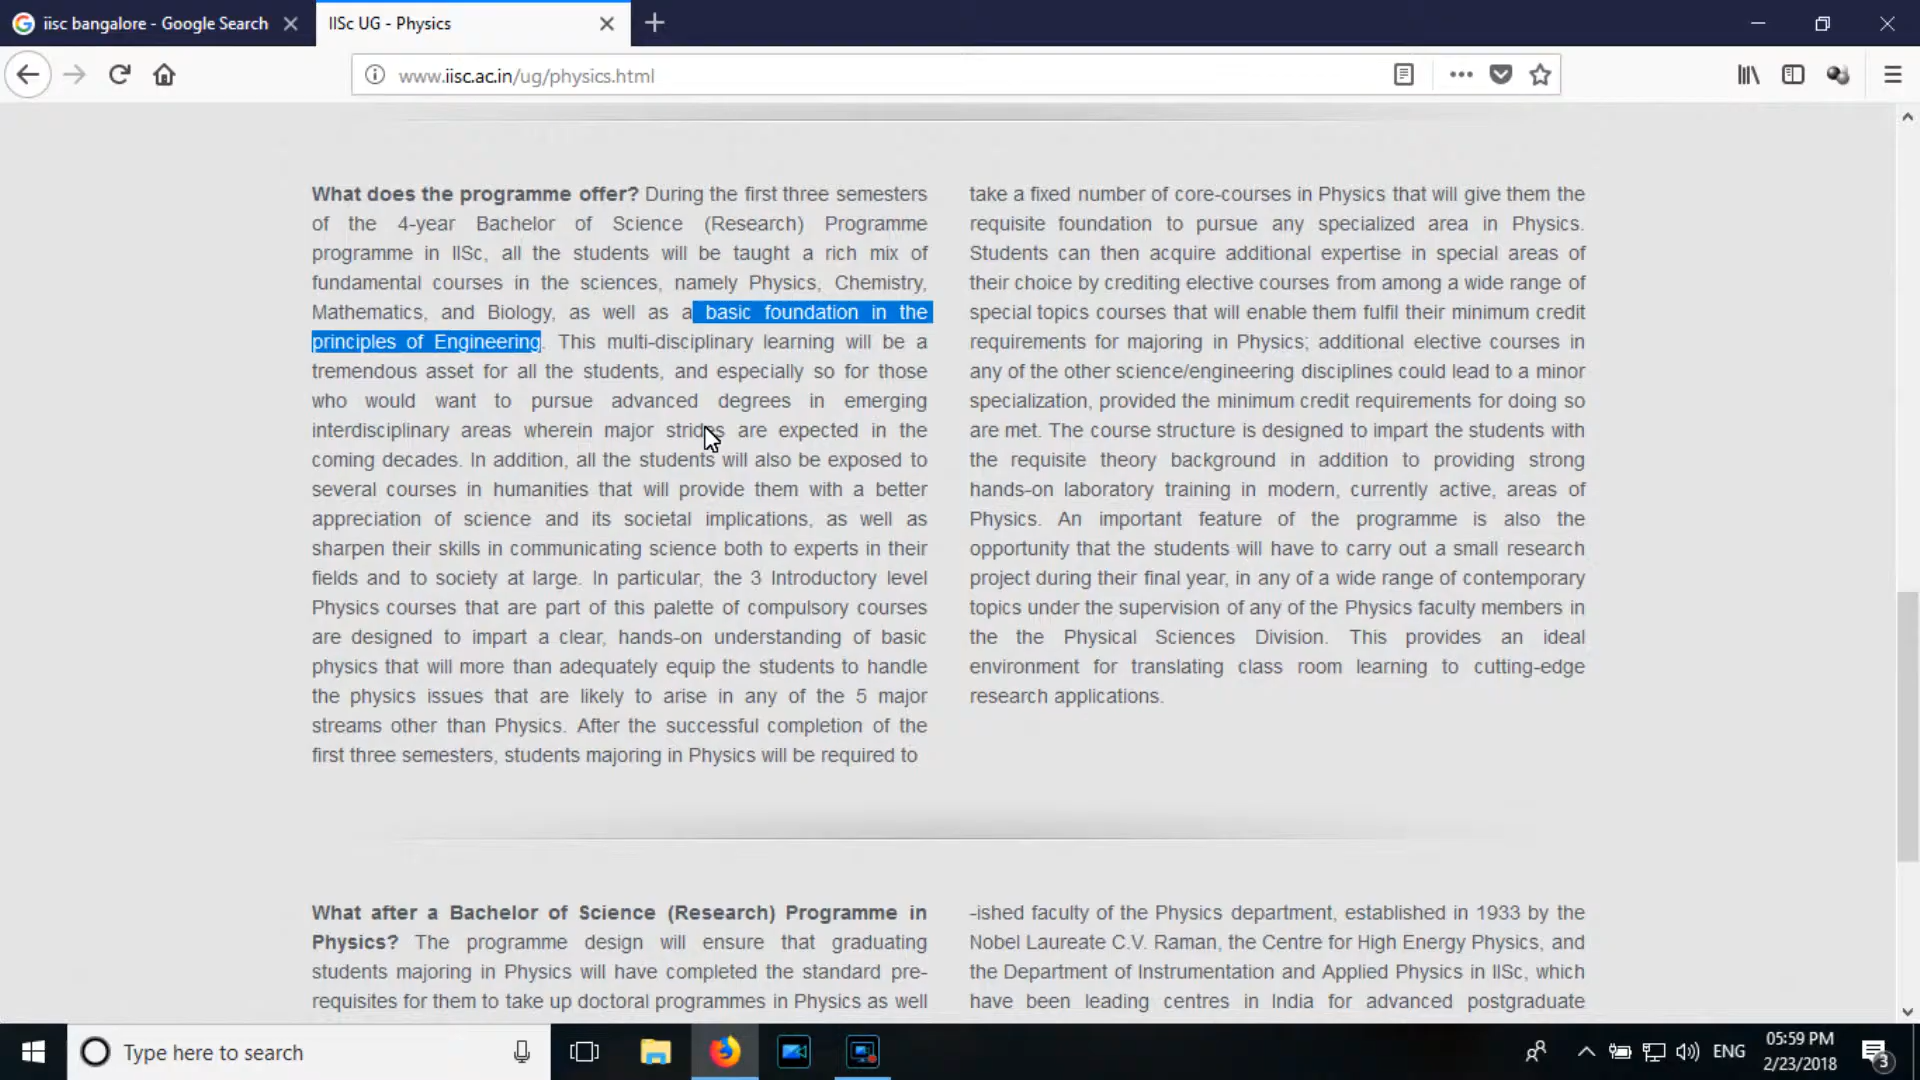 iisc bangalore - Google Search
IISc UG - Physics
www.iisc.ac.in/ug/physics.html
What does the programme offer? During the first three semesters
of the 4-year Bachelor of Science (Research) Programme
programme in IISc, all the students will be taught a rich mix of
fundamental courses in the sciences, namely Physics, Chemistry,
Mathematics, and Biology, as well as a basic foundation in the
principles of Engineering. This multi-disciplinary learning will be a
tremendous asset for all the students, and especially so for those
who would want to pursue advanced degrees in emerging
interdisciplinary areas wherein major strides are expected in the
coming decades. In addition, all the students will also be exposed to
several courses in humanities that will provide them with a better
appreciation of science and its societal implications, as well as
sharpen their skills in communicating science both to experts in their
fields and to society at large. In particular, the 3 Introductory level
Physics courses that are part of this palette of compulsory courses
are designed to impart a clear, hands-on understanding of basic
physics that will more than adequately equip the students to handle
the physics issues that are likely to arise in any of the 5 major
streams other than Physics. After the successful completion of the
first three semesters, students majoring in Physics will be required to
take a fixed number of core-courses in Physics that will give them the
requisite foundation to pursue any specialized area in Physics.
Students can then acquire additional expertise in special areas of
their choice by crediting elective courses from among a wide range of
special topics courses that will enable them fulfil their minimum credit
requirements for majoring in Physics; additional elective courses in
any of the other science/engineering disciplines could lead to a minor
specialization, provided the minimum credit requirements for doing so
are met. The course structure is designed to impart the students with
the requisite theory background in addition to providing strong
hands-on laboratory training in modern, currently active, areas of
Physics. An important feature of the programme is also the
opportunity that the students will have to carry out a small research
project during their final year, in any of a wide range of contemporary
topics under the supervision of any of the Physics faculty members in
the the Physical Sciences Division. This provides an ideal
environment for translating class room learning to cutting-edge
research applications.
What after a Bachelor of Science (Research) Programme in
Physics? The programme design will ensure that graduating
students majoring in Physics will have completed the standard pre-
requisites for them to take up doctoral programmes in Physics as well
-ished faculty of the Physics department, established in 1933 by the
Nobel Laureate C.V. Raman, the Centre for High Energy Physics, and
the Department of Instrumentation and Applied Physics in IISc, which
have been leading centres in India for advanced postgraduate
Type here to search
ENG
05:59 PM
2/23/2018
3